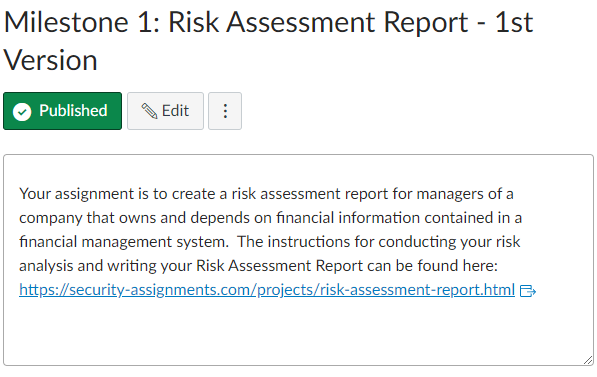 Milestone 1: Risk Assessment Report - 1st
Version
Published
Edit
Your assignment is to create a risk assessment report for managers of a
company that owns and depends on financial information contained in a
financial management system.  The instructions for conducting your risk
analysis and writing your Risk Assessment Report can be found here:
https://security-assignments.com/projects/risk-assessment-report.html